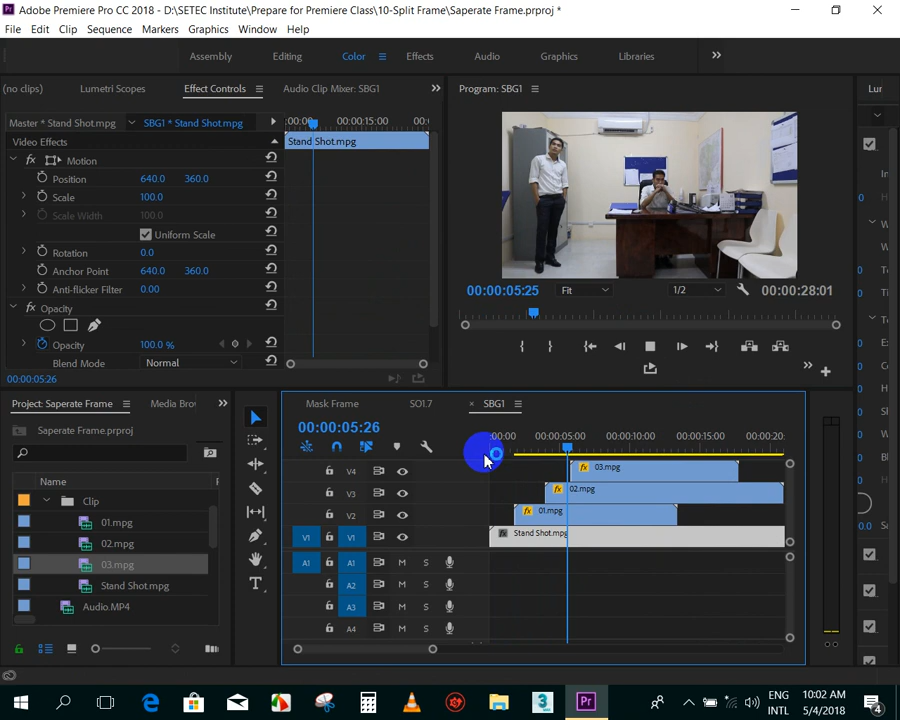 Adobe Premiere Pro CC 2018 - D:\SETEC Institute\Prepare for Premiere Class\10-Split Frame\Saperate Frame.prproj *
File Edit Clip Sequence Markers Graphics Window Help
Assembly Editing Color Effects Audio Graphics Libraries
(no clips) Lumetri Scopes Effect Controls Audio Clip Mixer: SBG1
Program: SBG1
Master * Stand Shot.mpg SBG1 * Stand Shot.mpg
00:00 00:00:15:00
Video Effects
Stand Shot.mpg
fx Motion
Position 640.0 360.0
Scale 100.0
Scale Width 100.0
Uniform Scale
Rotation 0.0
Anchor Point 640.0 360.0
Anti-flicker Filter 0.00
fx Opacity
Opacity 100.0 %
Blend Mode Normal
00:00:05:26
00:00:05:25 Fit 1/2 00:00:28:01
Project: Saperate Frame Media Bro
Saperate Frame.prproj
Name
Clip
01.mpg
02.mpg
03.mpg
Stand Shot.mpg
Audio.MP4
Mask Frame SO1.7 × SBG1
00:00:05:26
:00:00 00:00:05:00 00:00:10:00 00:00:15:00 00:00:20:
V4 fx 03.mpg
V3 fx 02.mpg
V2 fx 01.mpg
V1 V1 fx Stand Shot.mpg
A1 A1 M S
A2 M S
A3 M S
A4 M S
ENG
INTL
10:02 AM
5/4/2018
4